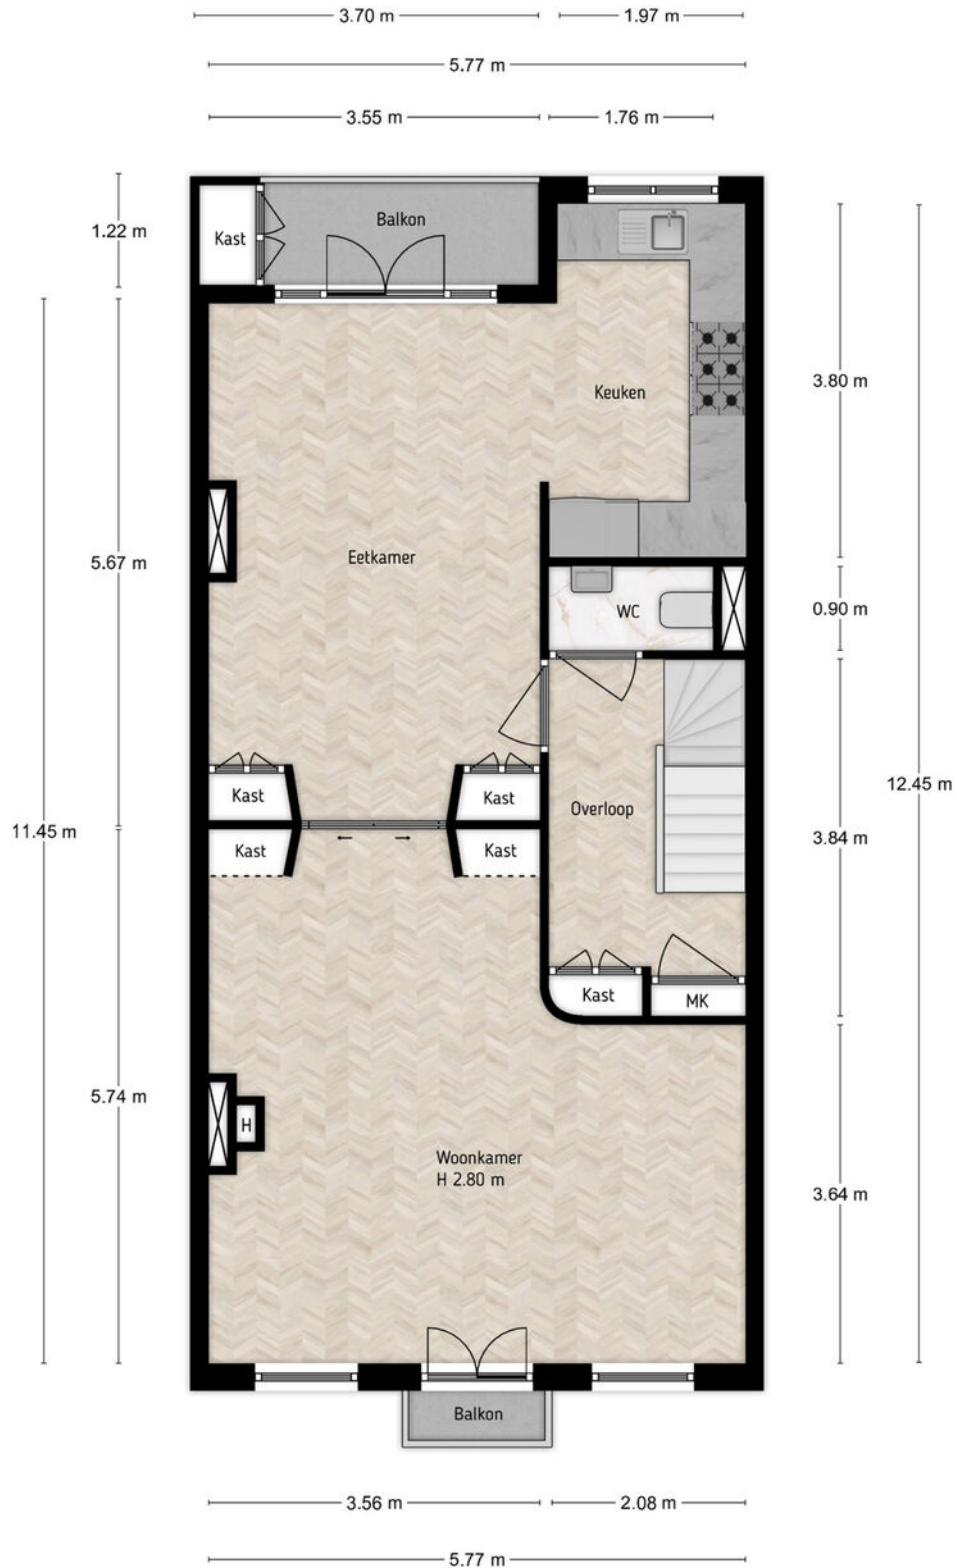 3.70 m
1.97 m
5.77 m
3.55 m
1.76 m
1.22 m
Kast
Balkon
Keuken
3.80 m
5.67 m
Eetkamer
WC
0.90 m
Kast
Kast
Overloop
12.45 m
11.45 m
Kast
Kast
3.84 m
Kast
MK
5.74 m
H
Woonkamer
H 2.80 m
3.64 m
Balkon
3.56 m
2.08 m
5.77 m